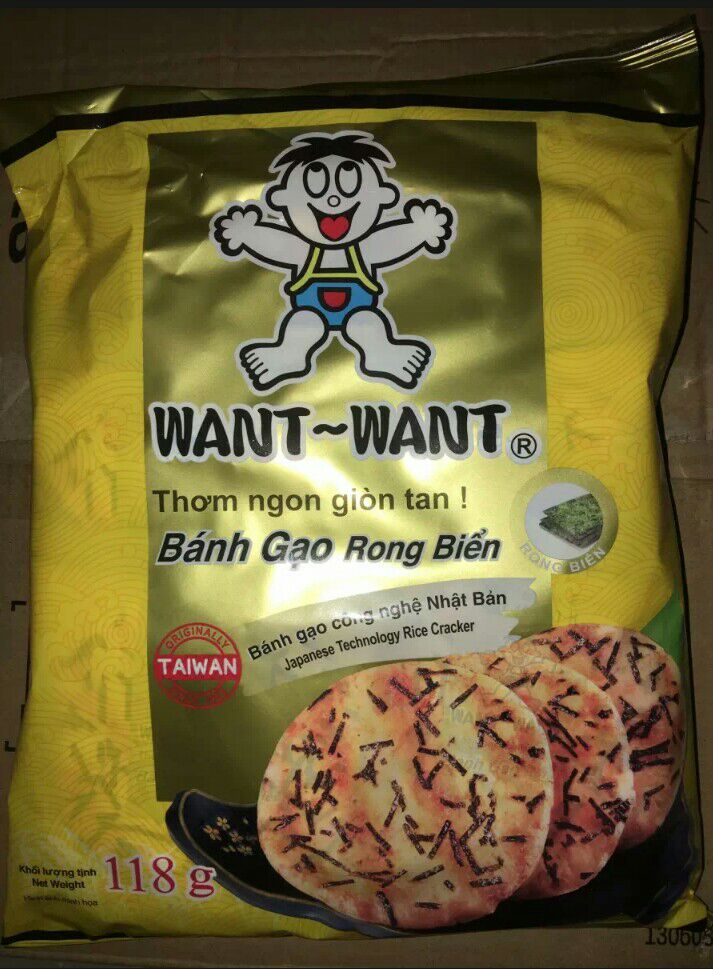 WANT~WANT®
Thơm ngon giòn tan !
Bánh Gạo Rong Biển
RONG BIỂN
Bánh gạo công nghệ Nhật Bản
Japanese Technology Rice Cracker
ORIGINALLY
TAIWAN
Khối lượng tịnh
Net Weight
118 g
130603